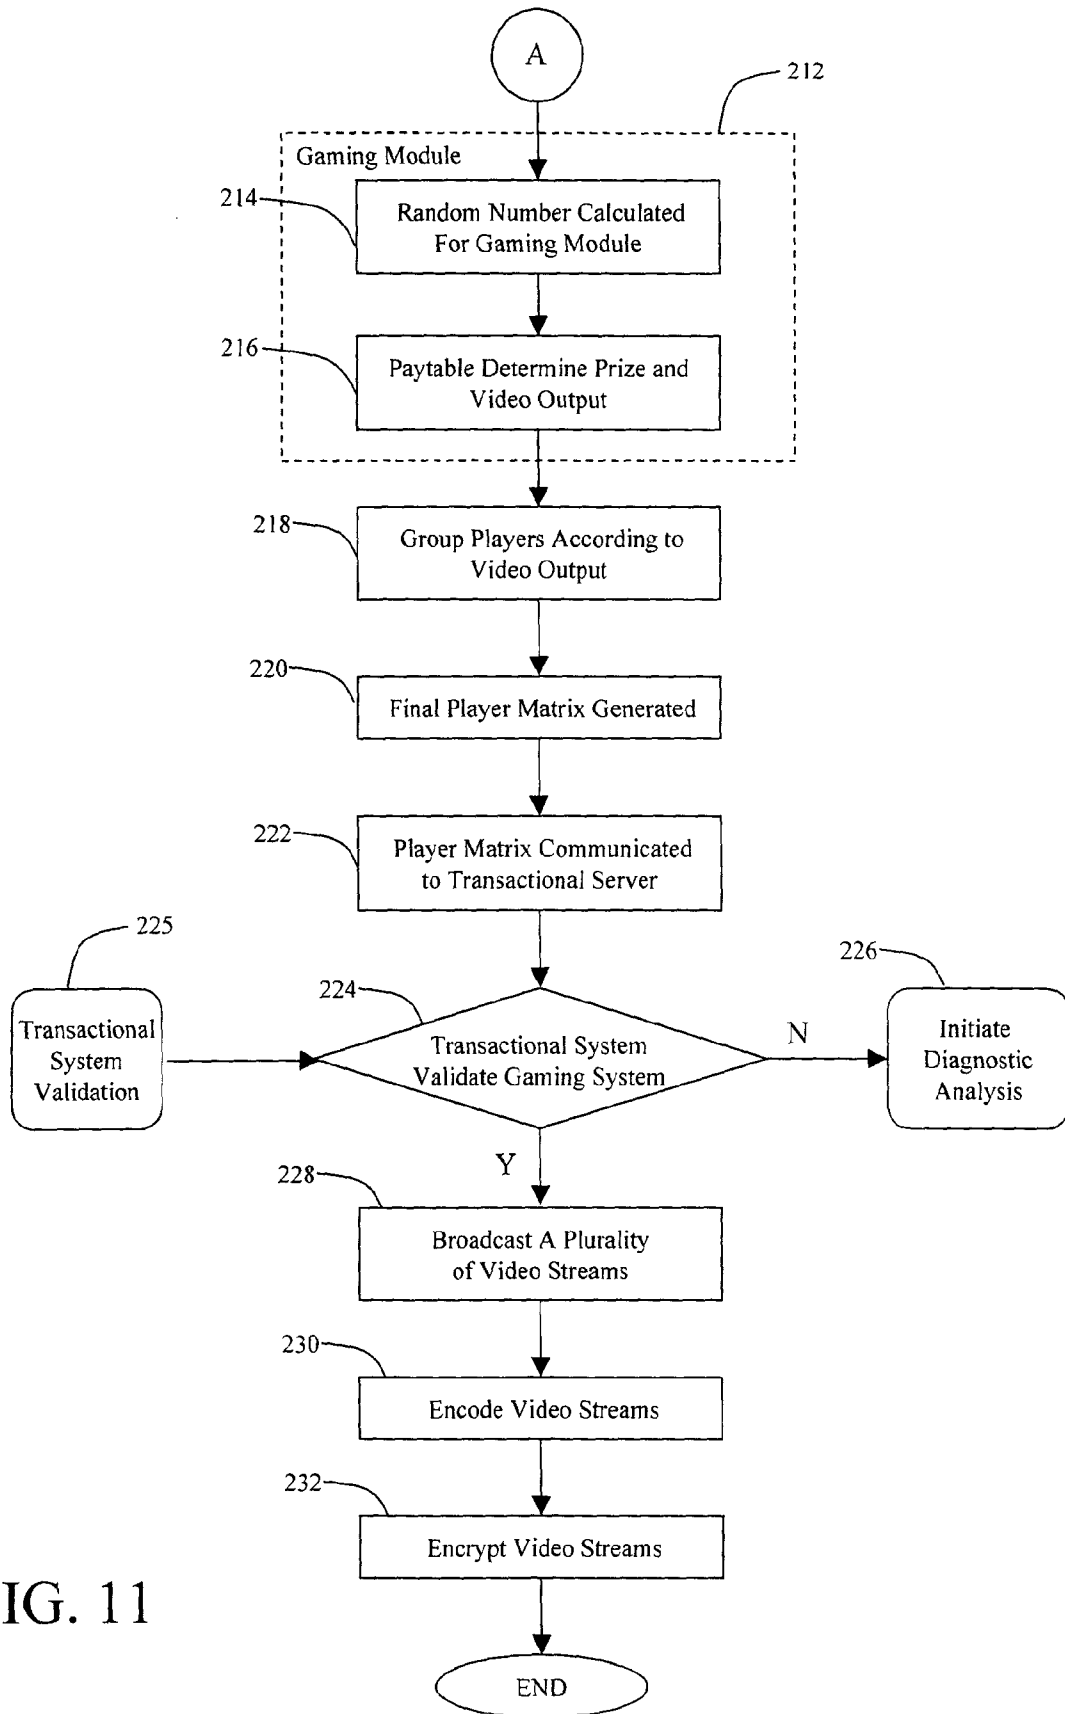 A
212
Gaming Module
214
Random Number Calculated
For Gaming Module
216
Paytable Determine Prize and
Video Output
218
Group Players According to
Video Output
220
Final Player Matrix Generated
222
Player Matrix Communicated
to Transactional Server
225
Transactional
System
Validation
224
Transactional System
Validate Gaming System
N
226
Initiate
Diagnostic
Analysis
Y
228
Broadcast A Plurality
of Video Streams
230
Encode Video Streams
232
Encrypt Video Streams
IG. 11
END